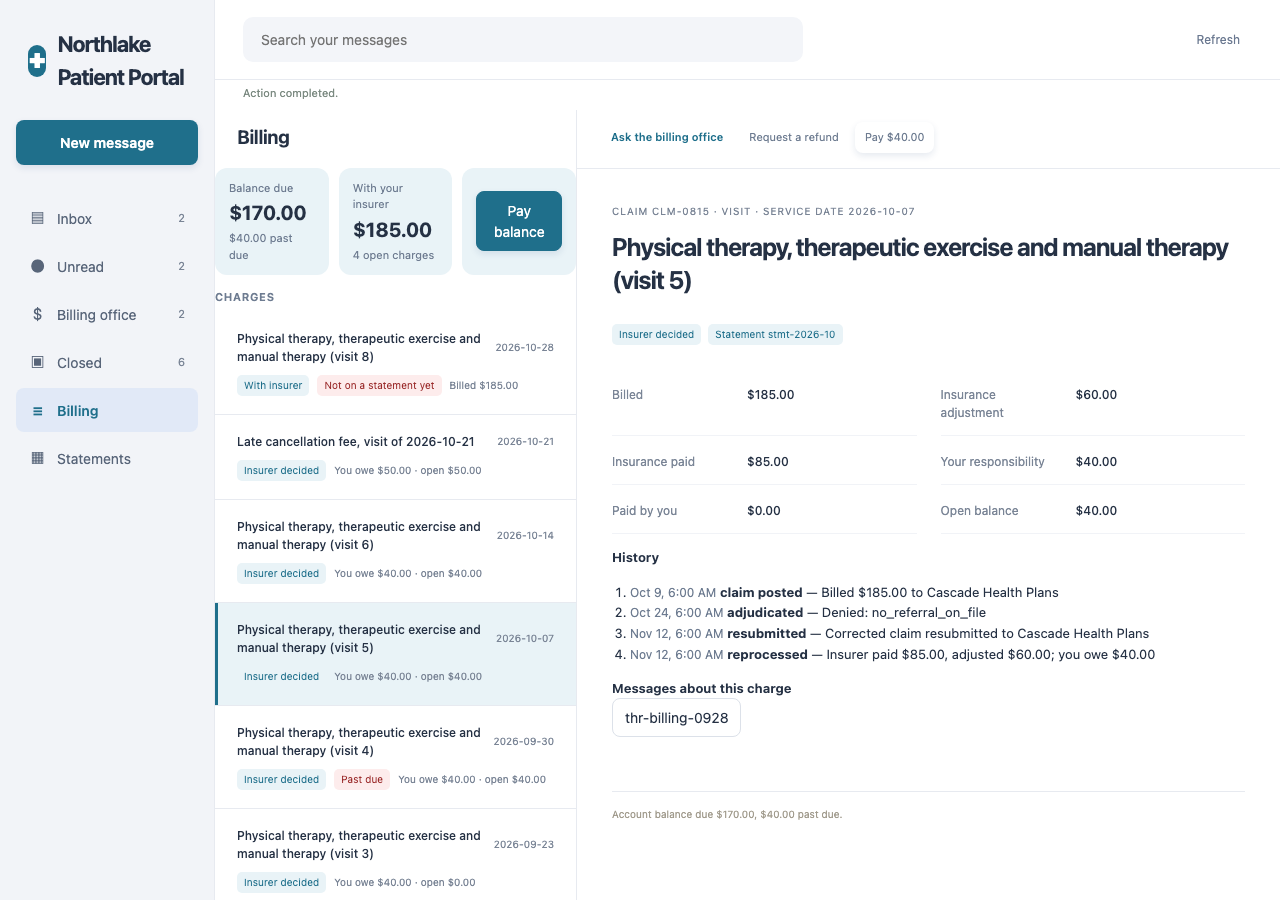 Northlake
Patient Portal
New message
Inbox 2
Unread 2
Billing office 2
Closed 6
Billing
Statements
Search your messages
Refresh
Action completed.
Billing
Balance due
$170.00
$40.00 past
due
With your
insurer
$185.00
4 open charges
Pay
balance
CHARGES
Physical therapy, therapeutic exercise and
manual therapy (visit 8)
2026-10-28
With insurer Not on a statement yet Billed $185.00
Late cancellation fee, visit of 2026-10-21 2026-10-21
Insurer decided You owe $50.00 · open $50.00
Physical therapy, therapeutic exercise and
manual therapy (visit 6)
2026-10-14
Insurer decided You owe $40.00 · open $40.00
Physical therapy, therapeutic exercise and
manual therapy (visit 5)
2026-10-07
Insurer decided You owe $40.00 · open $40.00
Physical therapy, therapeutic exercise and
manual therapy (visit 4)
2026-09-30
Insurer decided Past due You owe $40.00 · open $40.00
Physical therapy, therapeutic exercise and
manual therapy (visit 3)
2026-09-23
Insurer decided You owe $40.00 · open $0.00
Ask the billing office Request a refund Pay $40.00
CLAIM CLM-0815 · VISIT · SERVICE DATE 2026-10-07
Physical therapy, therapeutic exercise and manual therapy
(visit 5)
Insurer decided Statement stmt-2026-10
Billed $185.00
Insurance
adjustment
$60.00
Insurance paid $85.00
Your responsibility $40.00
Paid by you $0.00
Open balance $40.00
History
1. Oct 9, 6:00 AM claim posted — Billed $185.00 to Cascade Health Plans
2. Oct 24, 6:00 AM adjudicated — Denied: no_referral_on_file
3. Nov 12, 6:00 AM resubmitted — Corrected claim resubmitted to Cascade Health Plans
4. Nov 12, 6:00 AM reprocessed — Insurer paid $85.00, adjusted $60.00; you owe $40.00
Messages about this charge
thr-billing-0928
Account balance due $170.00, $40.00 past due.